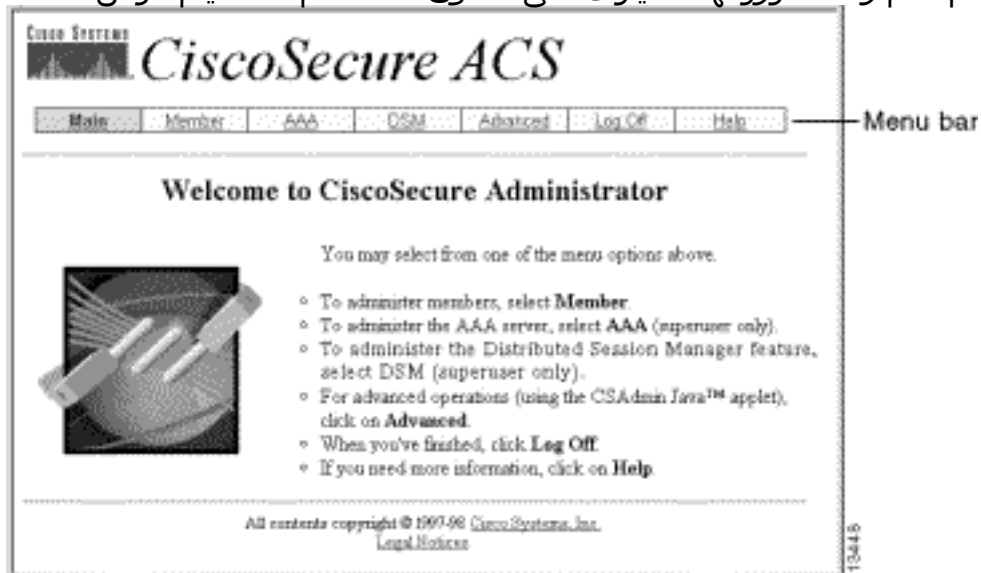 Cisco Systems
CiscoSecure ACS
Main Member AAA DSM Advanced Log Off Help
Menu bar
Welcome to CiscoSecure Administrator
You may select from one of the menu options above.
To administer members, select Member.
To administer the AAA server, select AAA (superuser only).
To administer the Distributed Session Manager feature,
select DSM (superuser only).
For advanced operations (using the CSAdmin Java™ applet),
click on Advanced.
When you've finished, click Log Off.
If you need more information, click on Help.
All contents copyright © 1997-98 Cisco Systems, Inc.
Legal Notices
13446